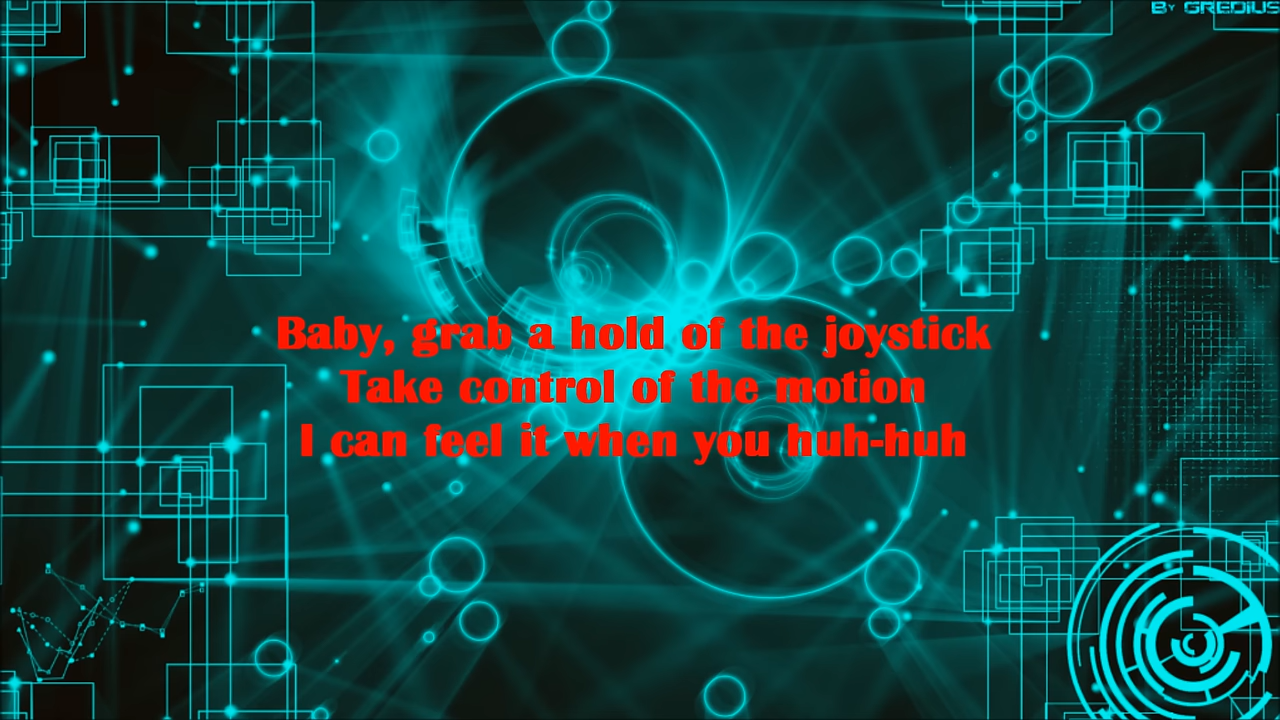 By GREDIUS
Baby, grab a hold of the joystick
Take control of the motion
I can feel it when you huh-huh